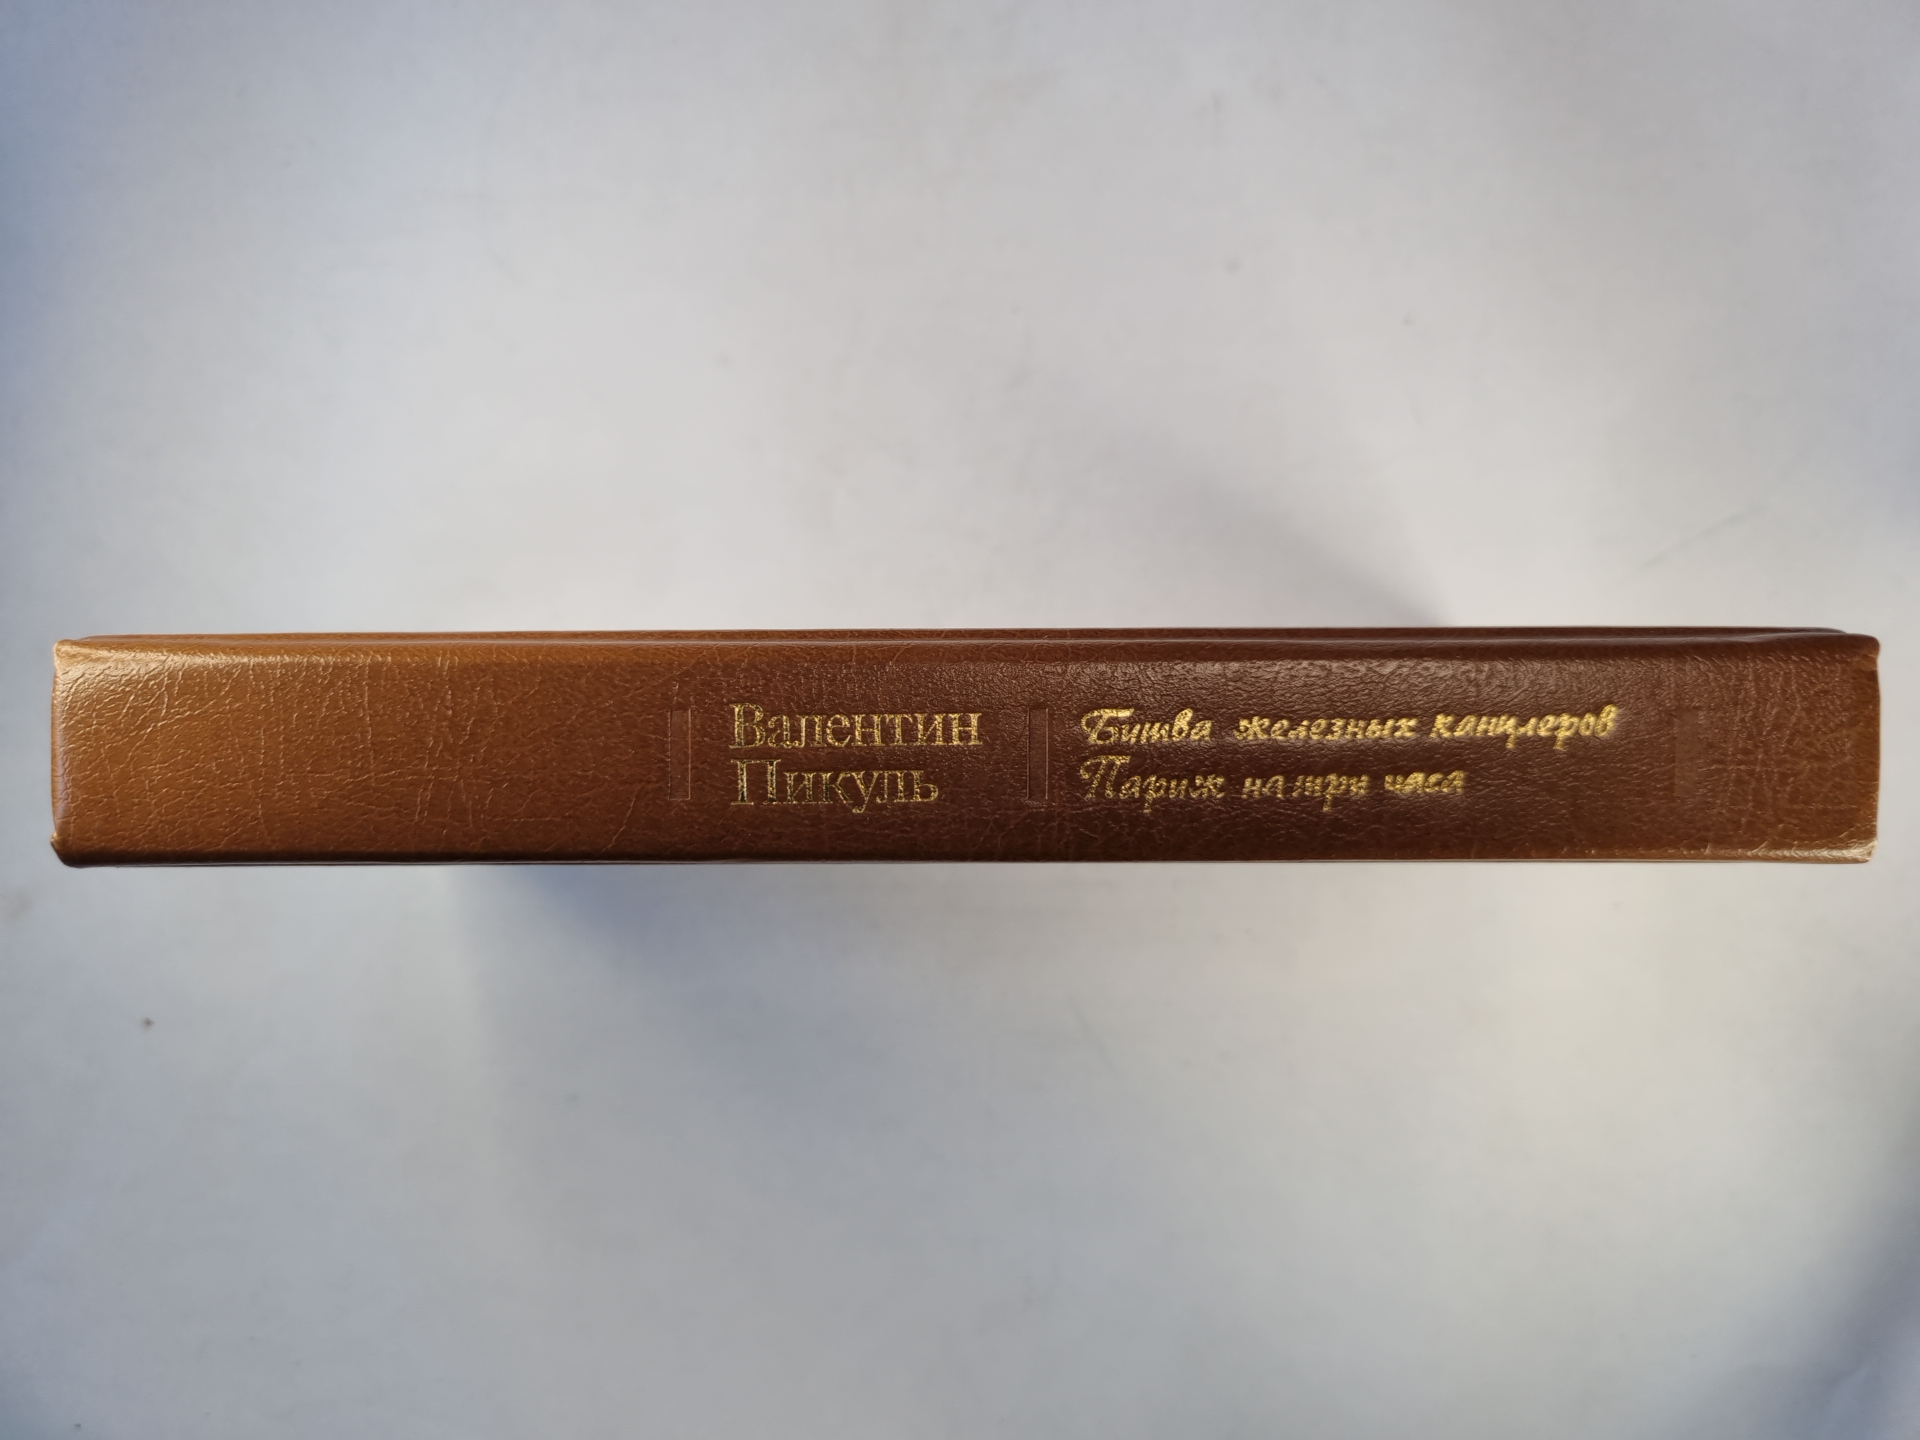 Валентин
Пикуль
Битва железных канцлеров
Париж на три часа